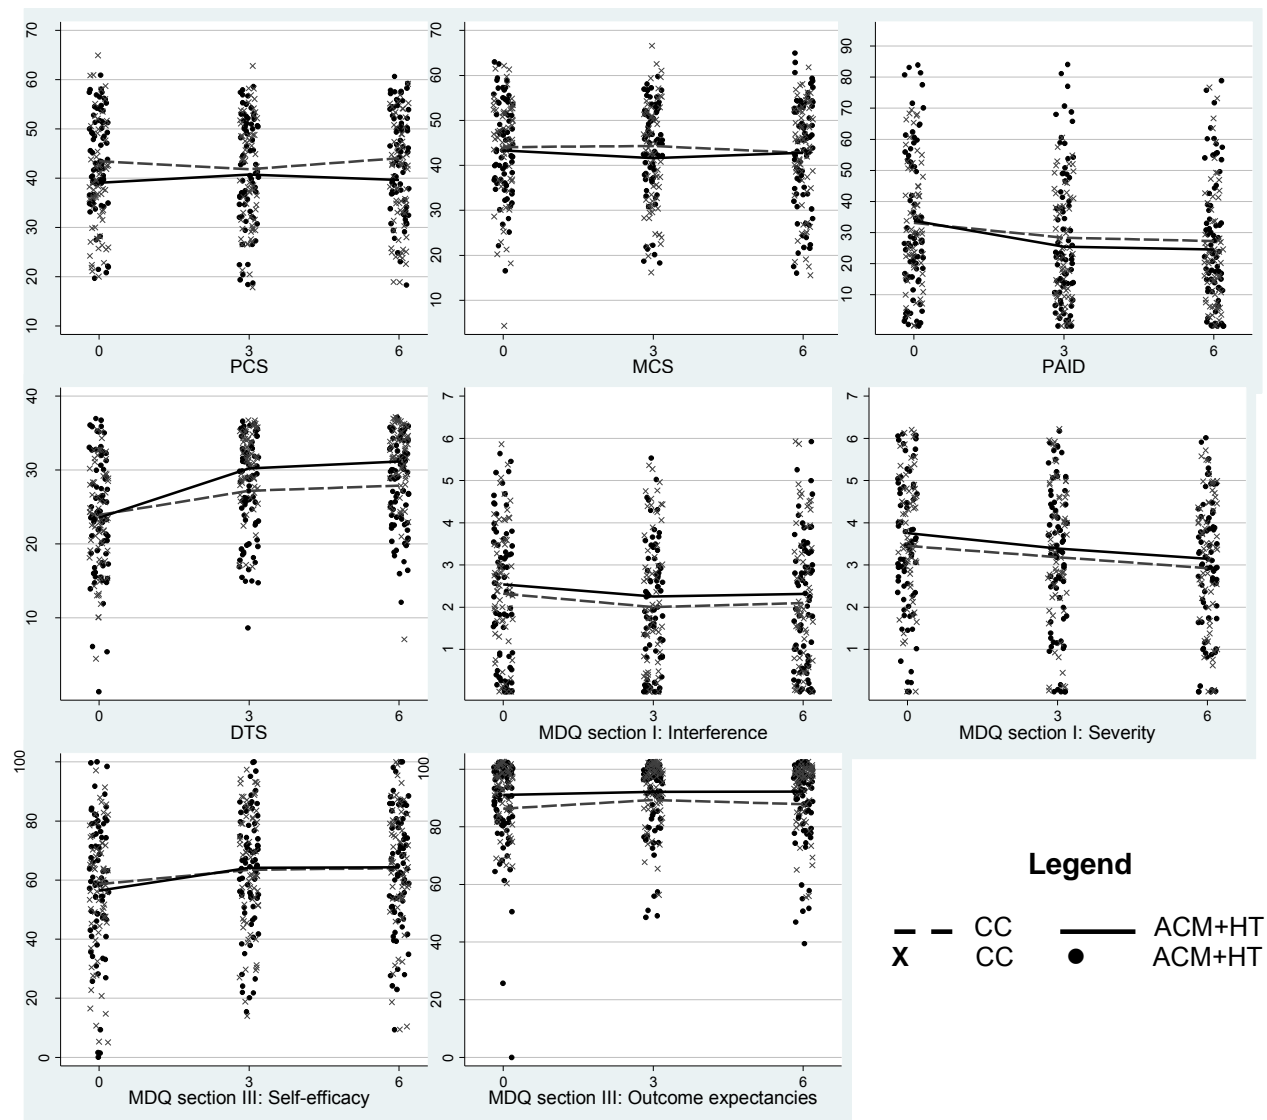 70
60
50
40
30
20
10
0 3 6
PCS
70
60
50
40
30
20
10
0 3 6
MCS
90
80
70
60
50
40
30
20
10
0 3 6
PAID
40
30
20
10
0 3 6
DTS
7
6
5
4
3
2
1
0 3 6
MDQ section I: Interference
7
6
5
4
3
2
1
0 3 6
MDQ section I: Severity
100
80
60
40
20
0
0 3 6
MDQ section III: Self-efficacy
100
80
60
40
20
0
0 3 6
MDQ section III: Outcome expectancies
Legend
CC ACM+HT
X CC ACM+HT